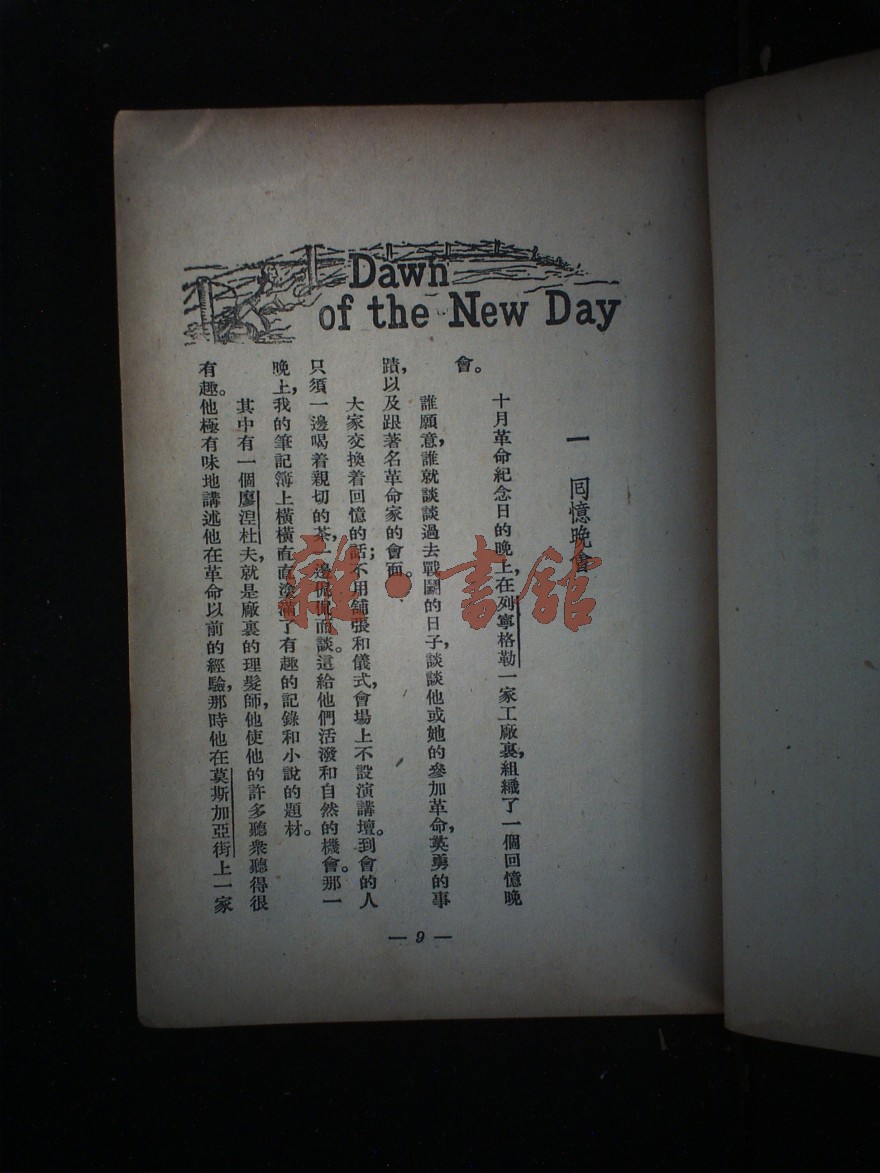 Dawn
of the New Day
一　回憶晚會
十月革命紀念日的晚上，在列寧格勒一家工廠裏，組織了一個回憶晚
會。
誰願意，誰就談談過去戰鬭的日子，談談他或她的參加革命，英勇的事
蹟，以及跟著名革命家的會面。
大家交換着回憶的話；不用舖張和儀式，會場上不設演講壇。到會的人
只須一邊喝着親切的茶，一邊侃侃而談。這給他們活潑和自然的機會。那一
晚上，我的筆記簿上橫橫直直塗滿了有趣的記錄和小說的題材。
其中有一個廖湼杜夫，就是廠裏的理髮師，他使他的許多聽衆聽得很
有趣。他極有味地講述他在革命以前的經驗，那時他在莫斯加亞街上一家
— 9 —
雜·書館